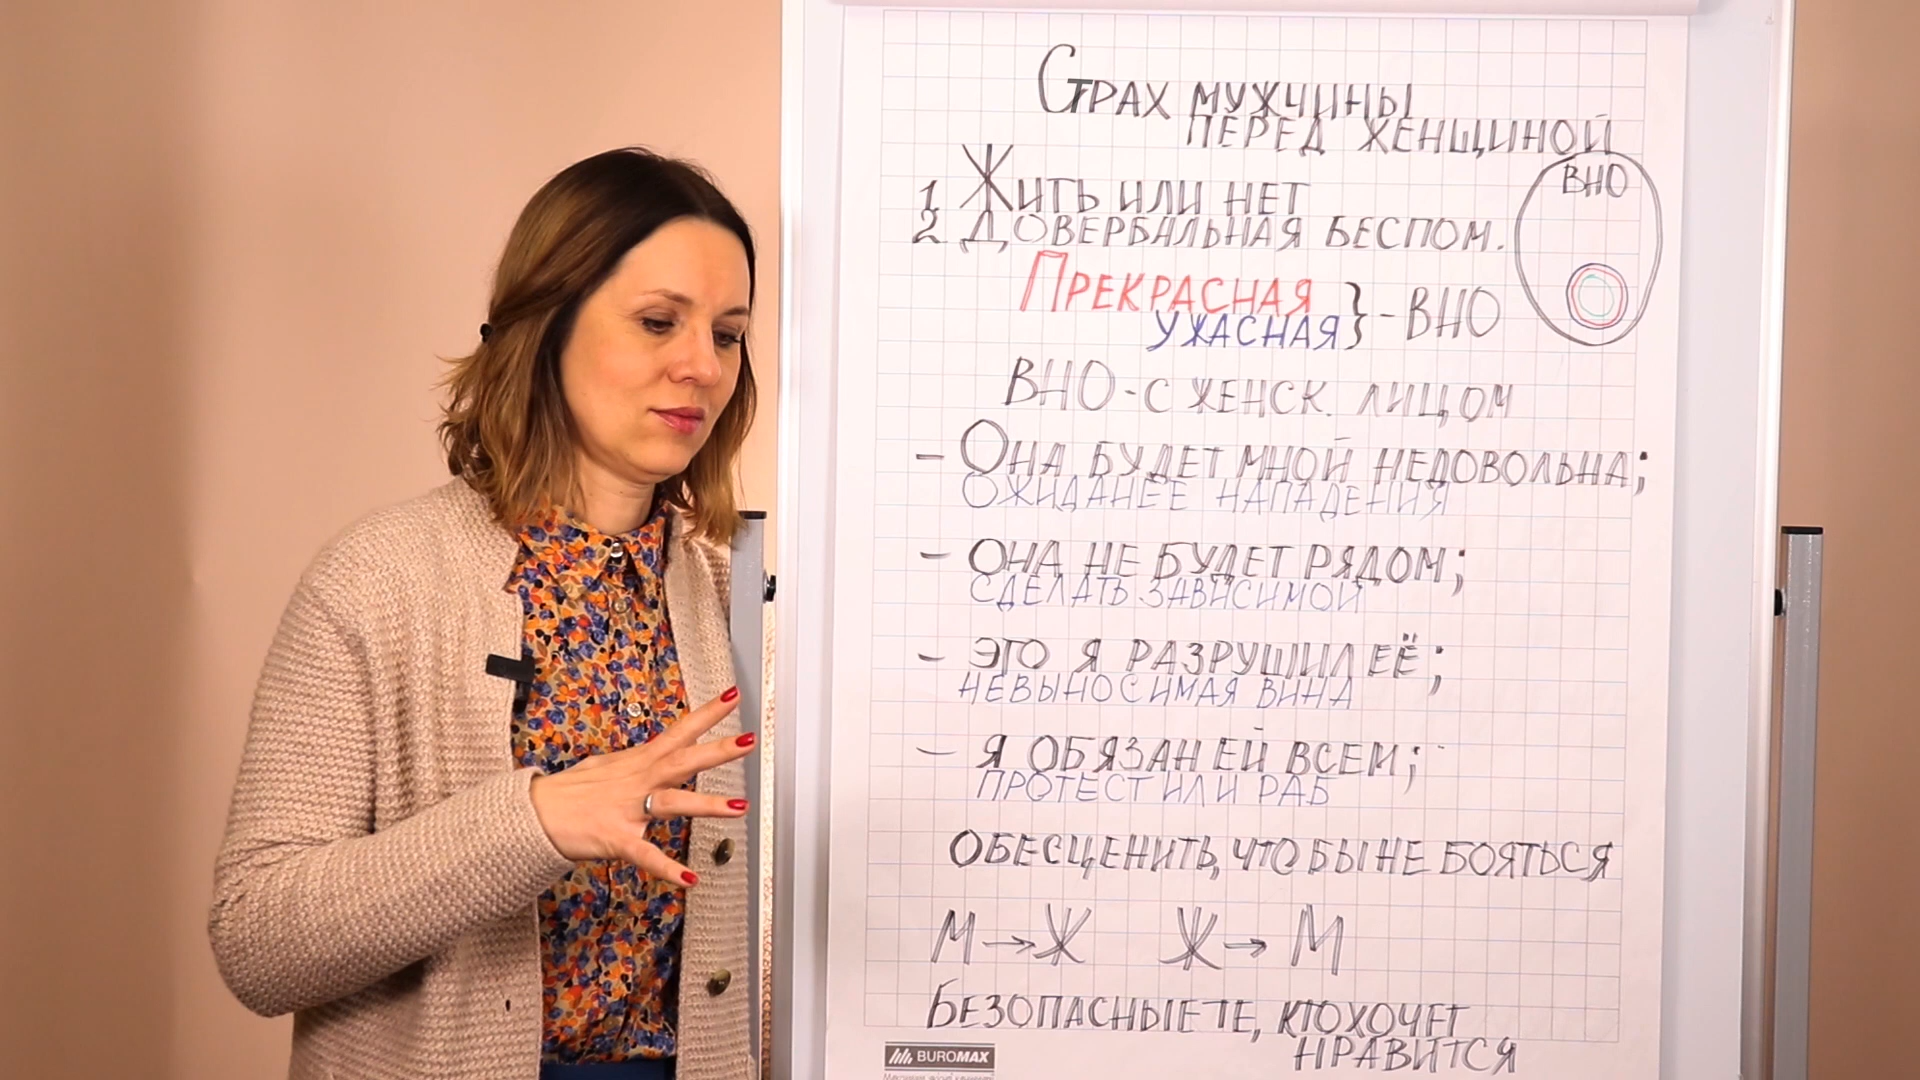 Страх мужчины
перед женщиной
ВНО
1. Жить или нет
2. Довербальная беспом.
Прекрасная
ужасная } - ВНО
ВНО - с женск. лицом
- Она будет мной недовольна;
ожиданее нападения
- Она не будет рядом;
сделать зависимой
- это я разрушил её;
невыносимая вина
- я обязан ей всем;
протест или раб
обесценить, что бы не бояться
М → Ж Ж → М
Безопасные те, кто хочет
нравится
BUROMAX